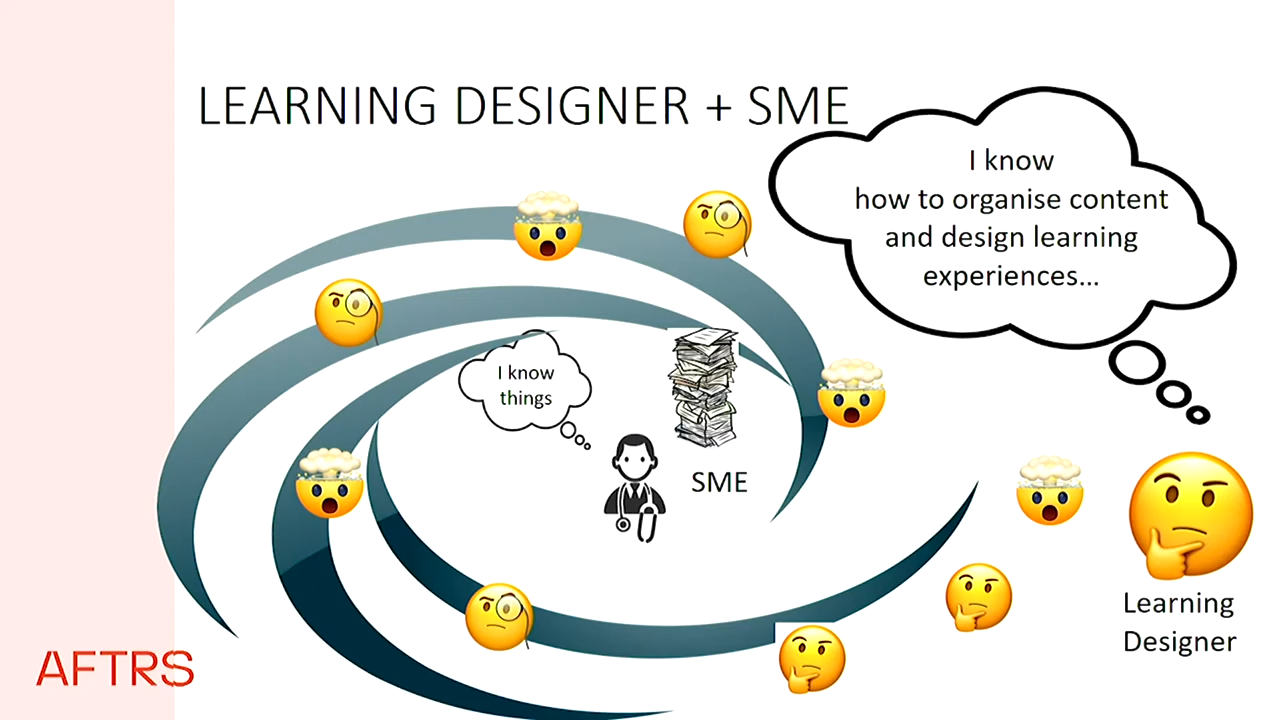 LEARNING DESIGNER + SME
I know
how to organise content
and design learning
experiences...
I know
things
SME
Learning
Designer
AFTRS